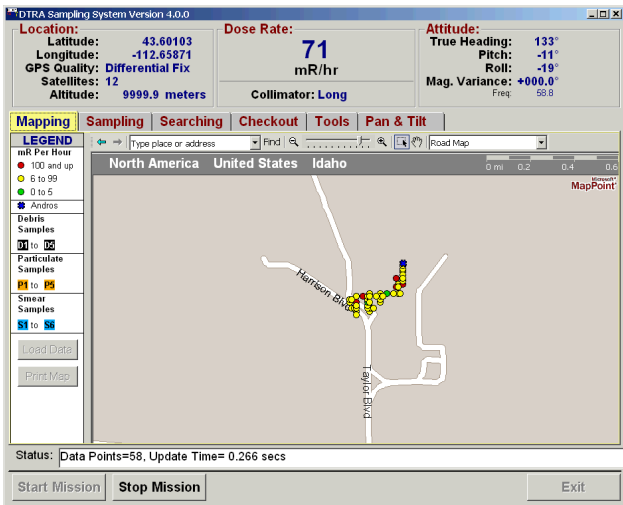 DTRA Sampling System Version 4.0.0
Location:
Latitude: 43.60103
Longitude: -112.65871
GPS Quality: Differential Fix
Satellites: 12
Altitude: 9999.9 meters
Dose Rate:
71
mR/hr
Collimator: Long
Attitude:
True Heading: 133°
Pitch: -11°
Roll: -19°
Mag. Variance: +000.0°
Freq: 58.8
Mapping Sampling Searching Checkout Tools Pan & Tilt
LEGEND
mR Per Hour
100 and up
6 to 99
0 to 5
Andros
Debris
Samples
D1 to D5
Particulate
Samples
P1 to P5
Smear
Samples
S1 to S6
Load Data
Print Map
Type place or address Find Road Map
North America United States Idaho
0 mi 0.2 0.4 0.6
Microsoft
MapPoint
Harrison Blvd
Taylor Blvd
Status: Data Points=58, Update Time= 0.266 secs
Start Mission Stop Mission Exit